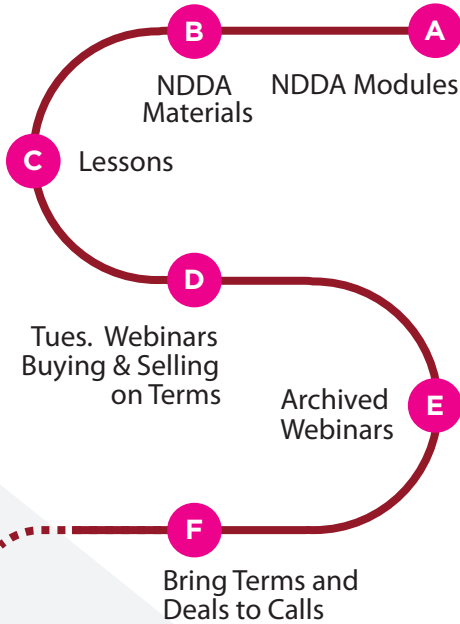 A
NDDA Modules
B
NDDA
Materials
C
Lessons
D
Tues. Webinars
Buying & Selling
on Terms
E
Archived
Webinars
F
Bring Terms and
Deals to Calls